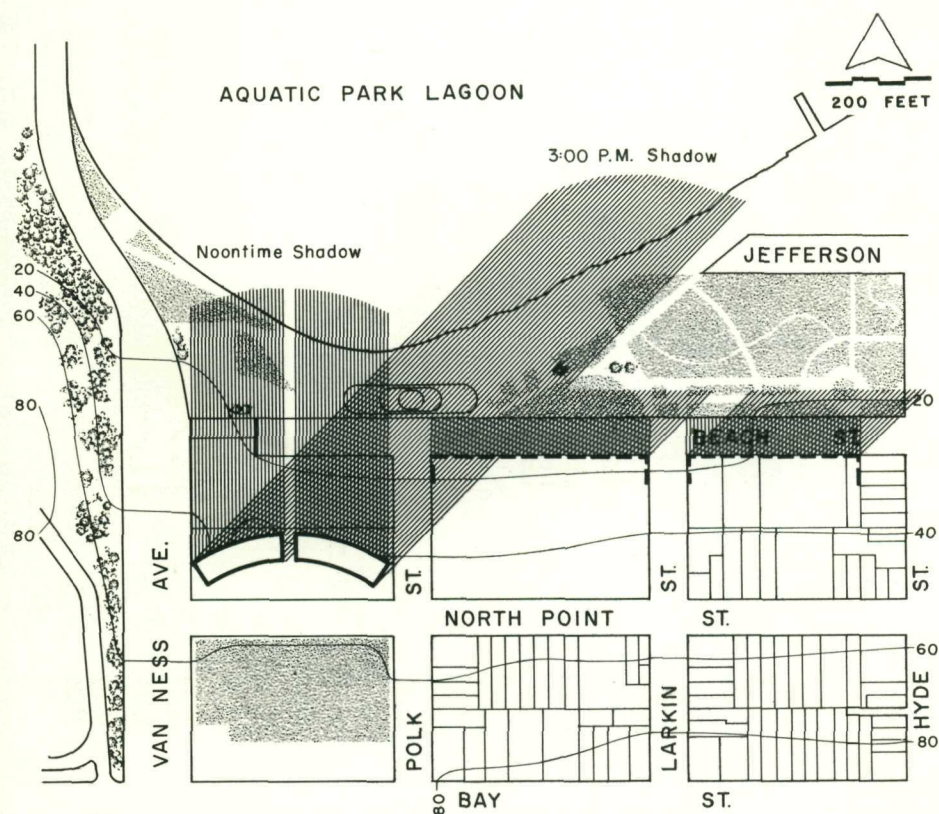 AQUATIC PARK LAGOON
200 FEET
3:00 P.M. Shadow
Noontime Shadow
JEFFERSON
20
40
60
80
80
20
BEACH ST.
40
AVE.
ST.
ST.
ST.
NORTH POINT ST.
60
VAN NESS
POLK
LARKIN
HYDE
80
80
BAY ST.